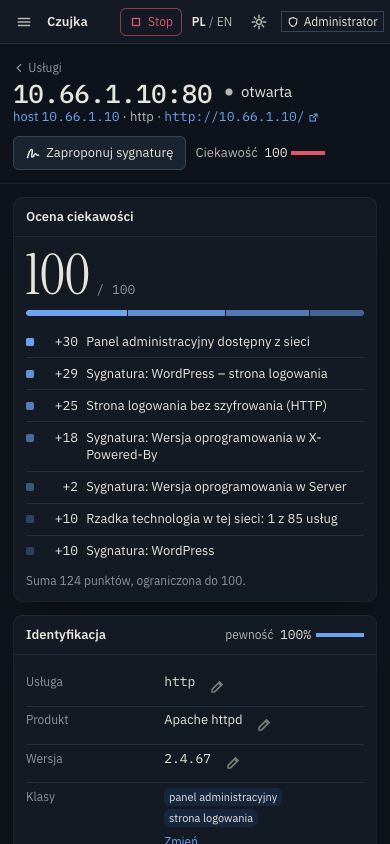 Czujka
Stop
PL / EN
Administrator
Usługi
10.66.1.10:80
otwarta
host 10.66.1.10 · http · http://10.66.1.10/
Zaproponuj sygnaturę
Ciekawość 100
Ocena ciekawości
100 / 100
+30 Panel administracyjny dostępny z sieci
+29 Sygnatura: WordPress – strona logowania
+25 Strona logowania bez szyfrowania (HTTP)
+18 Sygnatura: Wersja oprogramowania w X-
Powered-By
+2 Sygnatura: Wersja oprogramowania w Server
+10 Rzadka technologia w tej sieci: 1 z 85 usług
+10 Sygnatura: WordPress
Suma 124 punktów, ograniczona do 100.
Identyfikacja
pewność 100%
Usługa http
Produkt Apache httpd
Wersja 2.4.67
Klasy panel administracyjny
strona logowania
Zmień